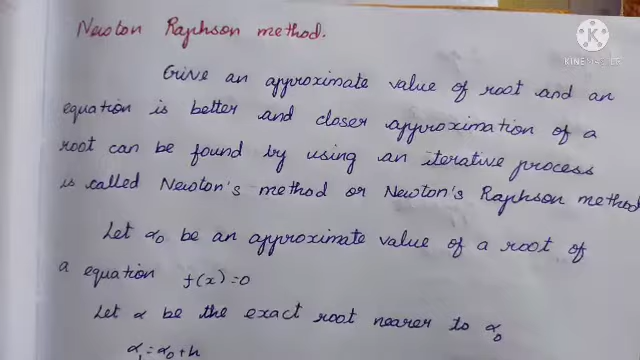 KINEMASTER
Newton Raphson method.
Give an approximate value of root and an
equation is better and closer approximation of a
root can be found by using an iterative process
is called Newton's method or Newton's Raphson method
Let α₀ be an approximate value of a root of
a equation f(x)=0
Let α be the exact root nearer to α₀
α₁=α₀+h